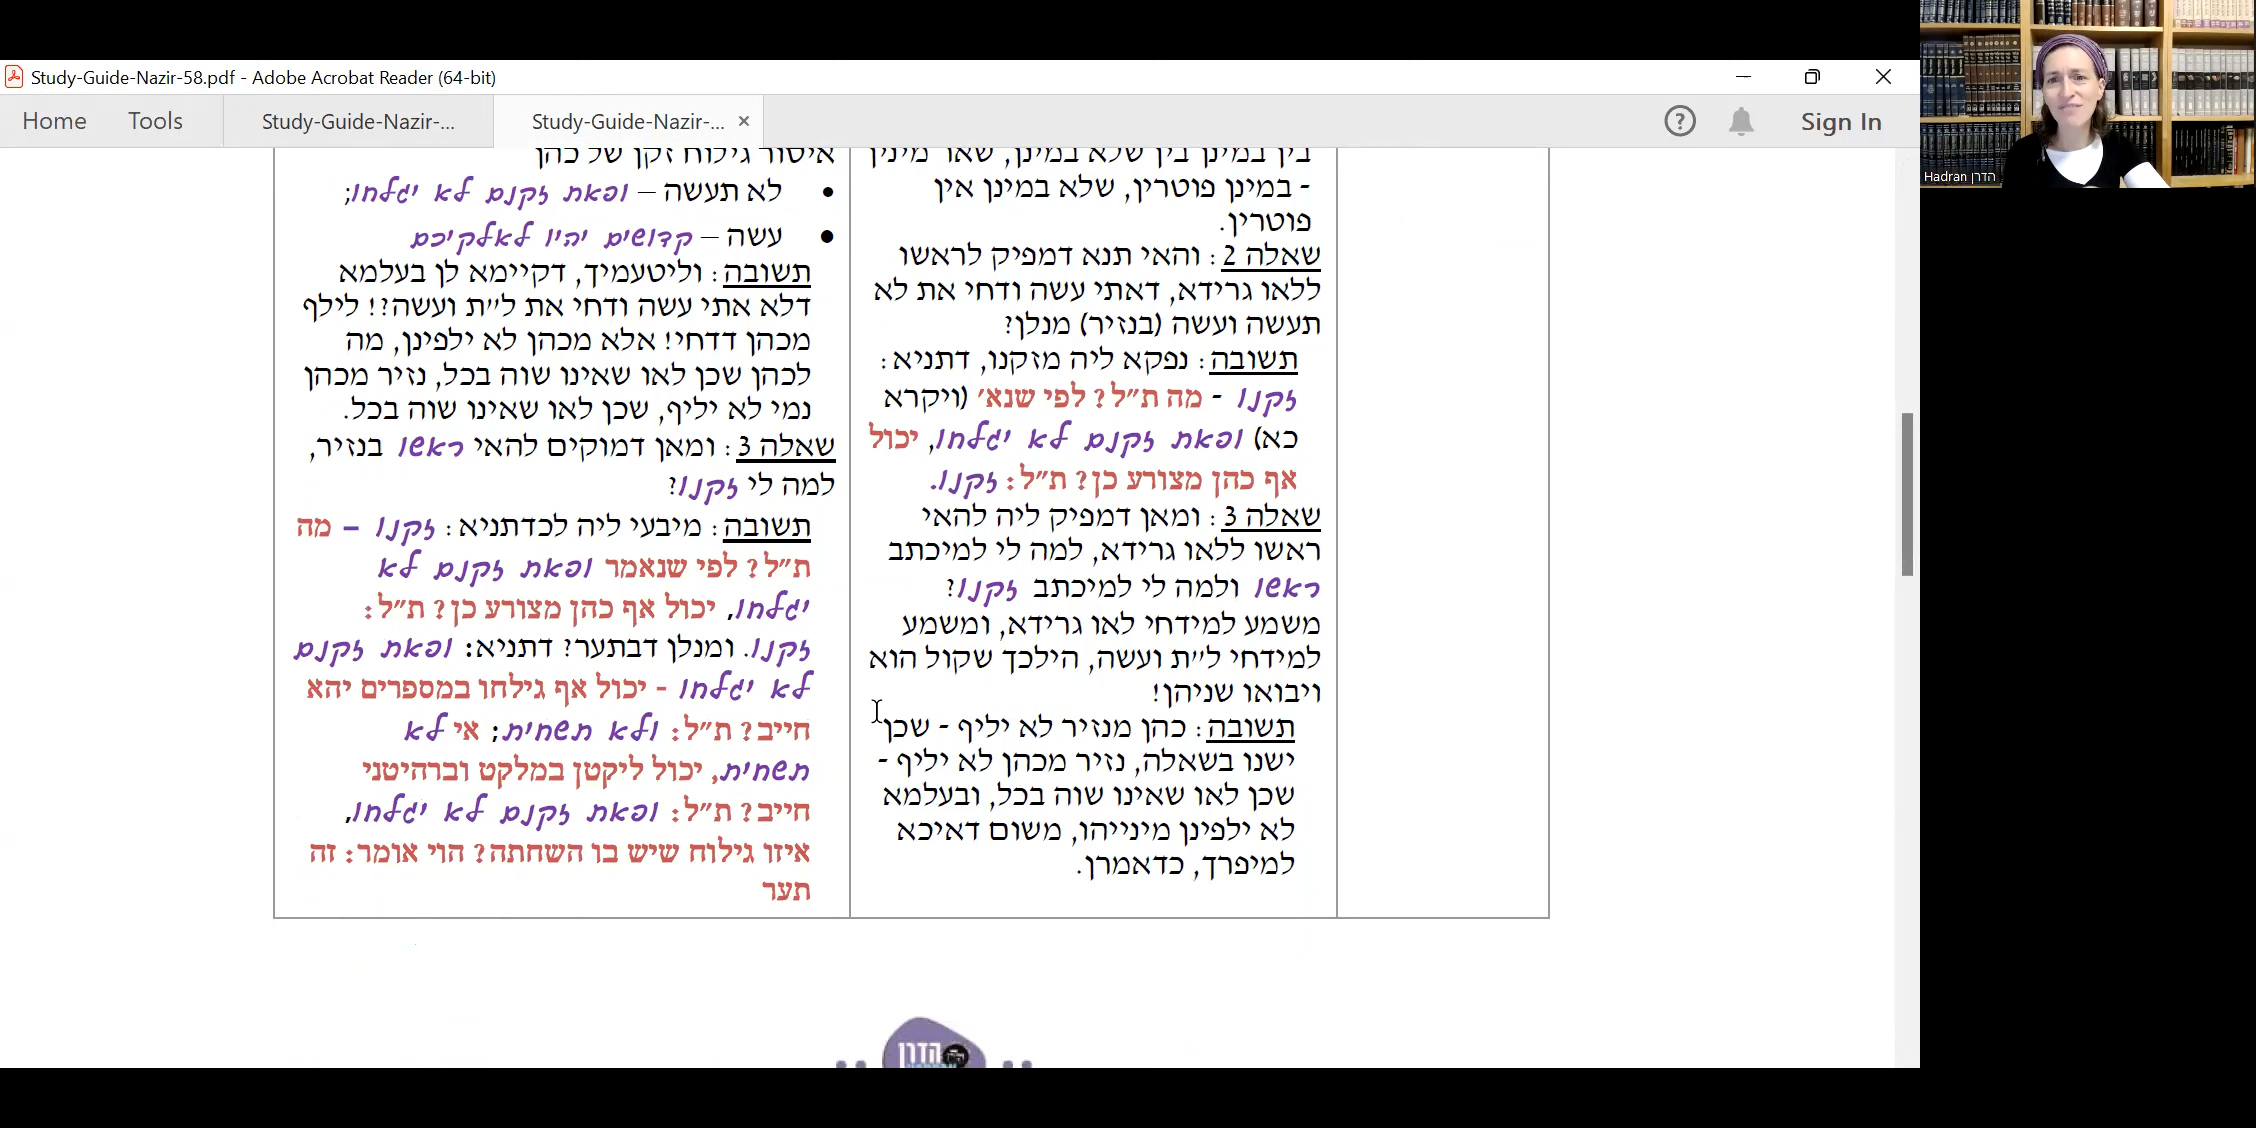 Study-Guide-Nazir-58.pdf - Adobe Acrobat Reader (64-bit)
Home Tools Study-Guide-Nazir-... Study-Guide-Nazir-... Sign In
Hadran הדרן
בין במינן בין שלא במינן, שאר מינין
- במינן פוטרין, שלא במינן אין
פוטרין.
שאלה 2: והאי תנא דמפיק לראשו
ללאו גרידא, דאתי עשה ודחי את לא
תעשה ועשה (בנזיר) מנלן?
תשובה: נפקא ליה מזקנו, דתניא:
זקנו - מה ת"ל? לפי שנא' (ויקרא
כא) ופאת זקנם לא יגלחו, יכול
אף כהן מצורע כן? ת"ל: זקנו.
שאלה 3: ומאן דמפיק ליה להאי
ראשו ללאו גרידא, למה לי למיכתב
ראשו ולמה לי למיכתב זקנו?
משמע למידחי לאו גרידא, ומשמע
למידחי ל"ת ועשה, הילכך שקול הוא
ויבואו שניהן!
תשובה: כהן מנזיר לא יליף - שכן
ישנו בשאלה, נזיר מכהן לא יליף -
שכן לאו שאינו שוה בכל, ובעלמא
לא ילפינן מינייהו, משום דאיכא
למיפרך, כדאמרן.
איסור גילוח זקן של כהן
• לא תעשה – ופאת זקנם לא יגלחו;
• עשה – קדושים יהיו לאלקיכם
תשובה: וליטעמיך, דקיימא לן בעלמא
דלא אתי עשה ודחי את ל"ת ועשה?! לילף
מכהן דדחי! אלא מכהן לא ילפינן, מה
לכהן שכן לאו שאינו שוה בכל, נזיר מכהן
נמי לא יליף, שכן לאו שאינו שוה בכל.
שאלה 3: ומאן דמוקים להאי ראשו בנזיר,
למה לי זקנו?
תשובה: מיבעי ליה לכדתניא: זקנו – מה
ת"ל? לפי שנאמר ופאת זקנם לא
יגלחו, יכול אף כהן מצורע כן? ת"ל:
זקנו. ומנלן דבתער? דתניא: ופאת זקנם
לא יגלחו - יכול אף גילחו במספרים יהא
חייב? ת"ל: ולא תשחית; אי לא
תשחית, יכול ליקטן במלקט וברהיטני
חייב? ת"ל: ופאת זקנם לא יגלחו,
איזו גילוח שיש בו השחתה? הוי אומר: זה
תער
הדרן